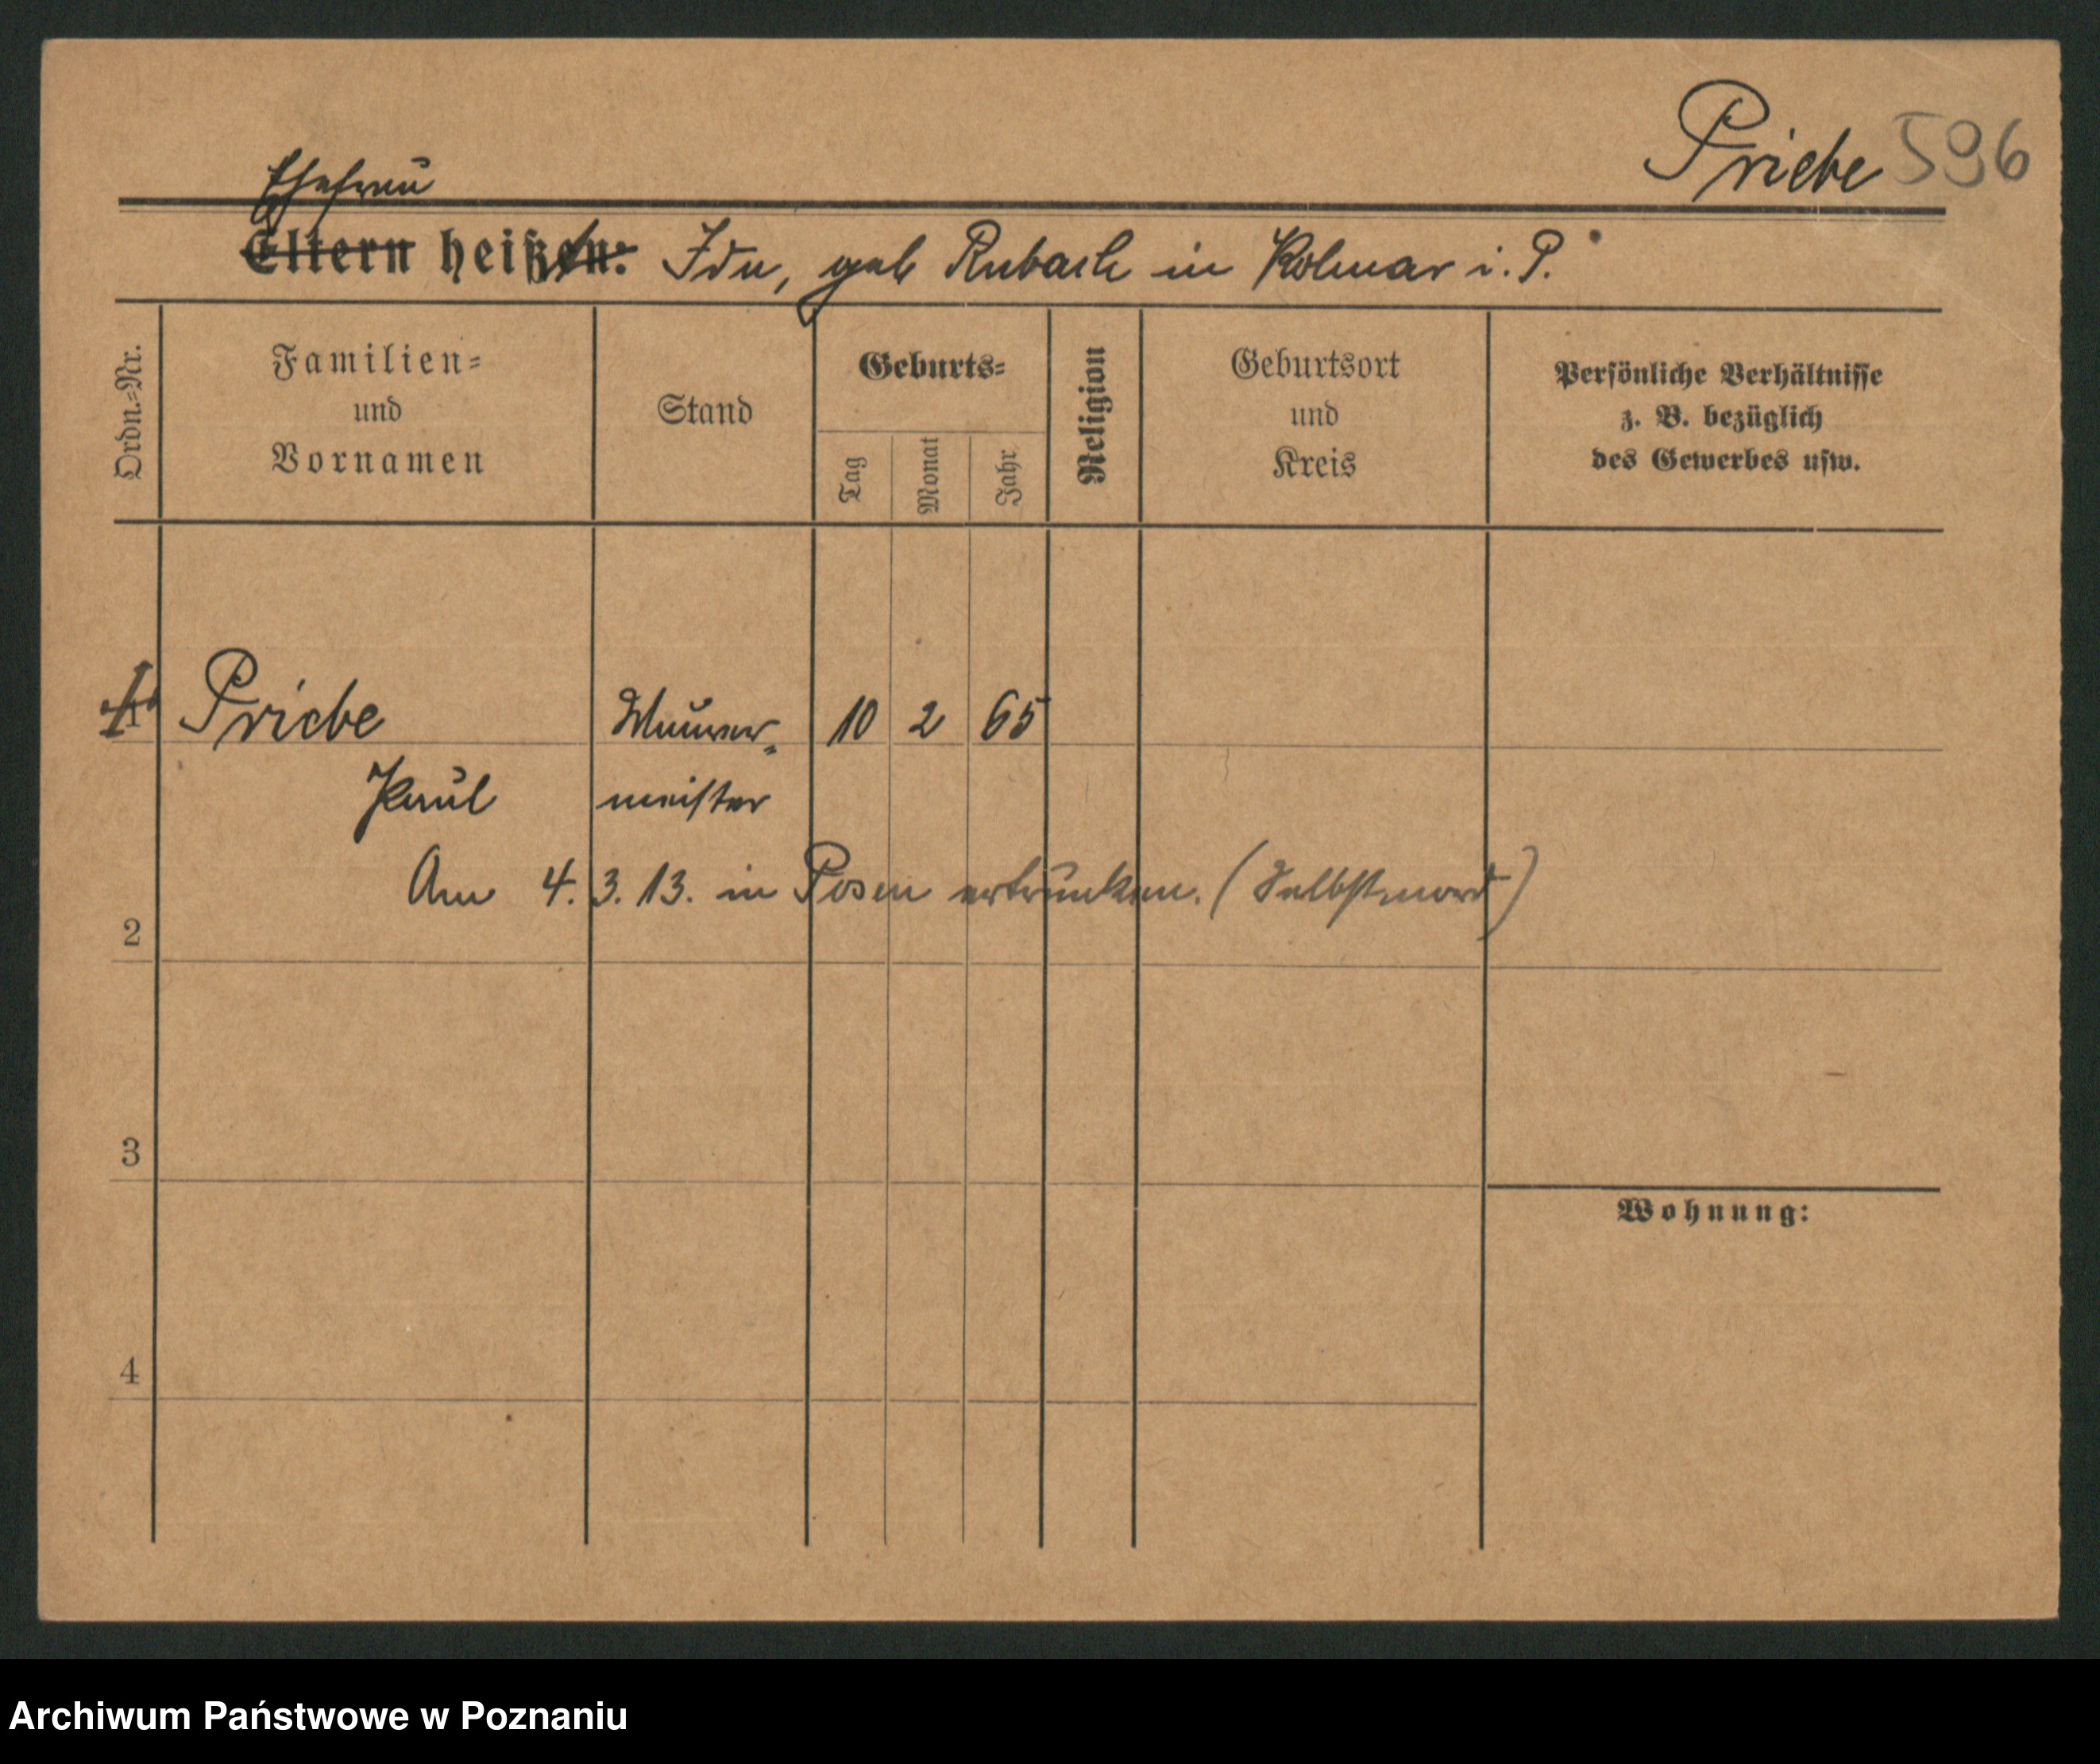 Priebe 596
Ehefrau
Eltern heißen: Ida, geb Rubach in Kolmar i. P.
Ordn.=Nr.
Familien=
und
Vornamen
Stand
Geburts=
Tag
Monat
Jahr
Religion
Geburtsort
und
Kreis
Persönliche Verhältnisse
z. B. bezüglich
des Gewerbes usw.
1 Priebe Maurer= 10 2 65
Paul meister
Am 4. 3. 13. in Posen ertrunken. (Selbstmord)
2
3
Wohnung:
4
Archiwum Państwowe w Poznaniu